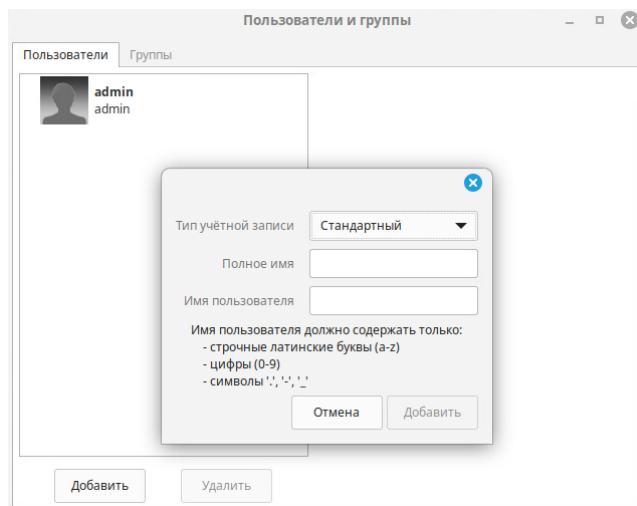 Пользователи и группы
Пользователи Группы
admin
admin
Тип учётной записи Стандартный
Полное имя
Имя пользователя
Имя пользователя должно содержать только:
- строчные латинские буквы (a-z)
- цифры (0-9)
- символы '.', '-', '_'
Отмена Добавить
Добавить Удалить